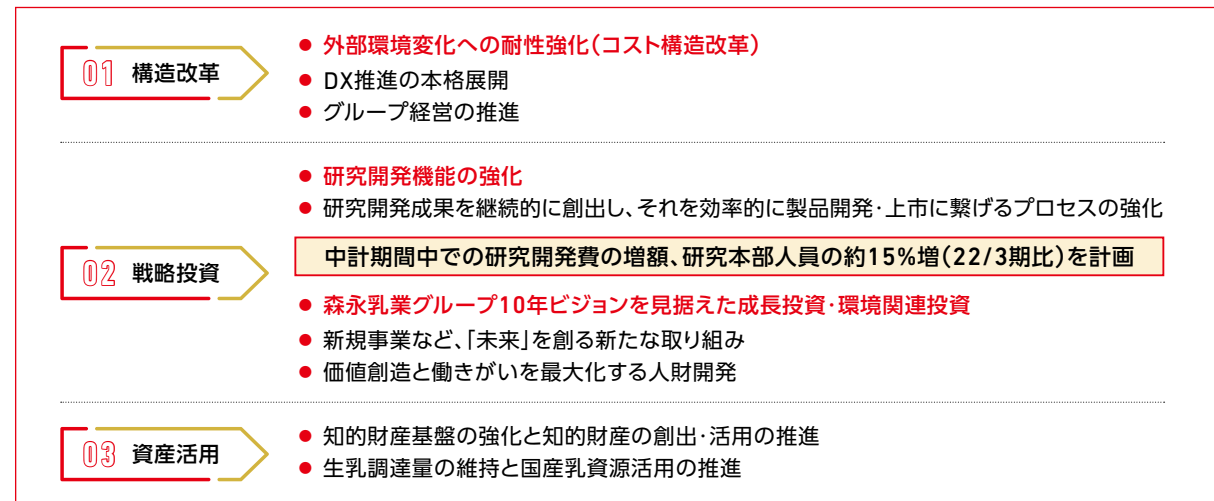 01 構造改革
● 外部環境変化への耐性強化（コスト構造改革）
● DX推進の本格展開
● グループ経営の推進
02 戦略投資
● 研究開発機能の強化
● 研究開発成果を継続的に創出し、それを効率的に製品開発・上市に繋げるプロセスの強化
中計期間中での研究開発費の増額、研究本部人員の約15%増（22/3期比）を計画
● 森永乳業グループ10年ビジョンを見据えた成長投資・環境関連投資
● 新規事業など、「未来」を創る新たな取り組み
● 価値創造と働きがいを最大化する人財開発
03 資産活用
● 知的財産基盤の強化と知的財産の創出・活用の推進
● 生乳調達量の維持と国産乳資源活用の推進